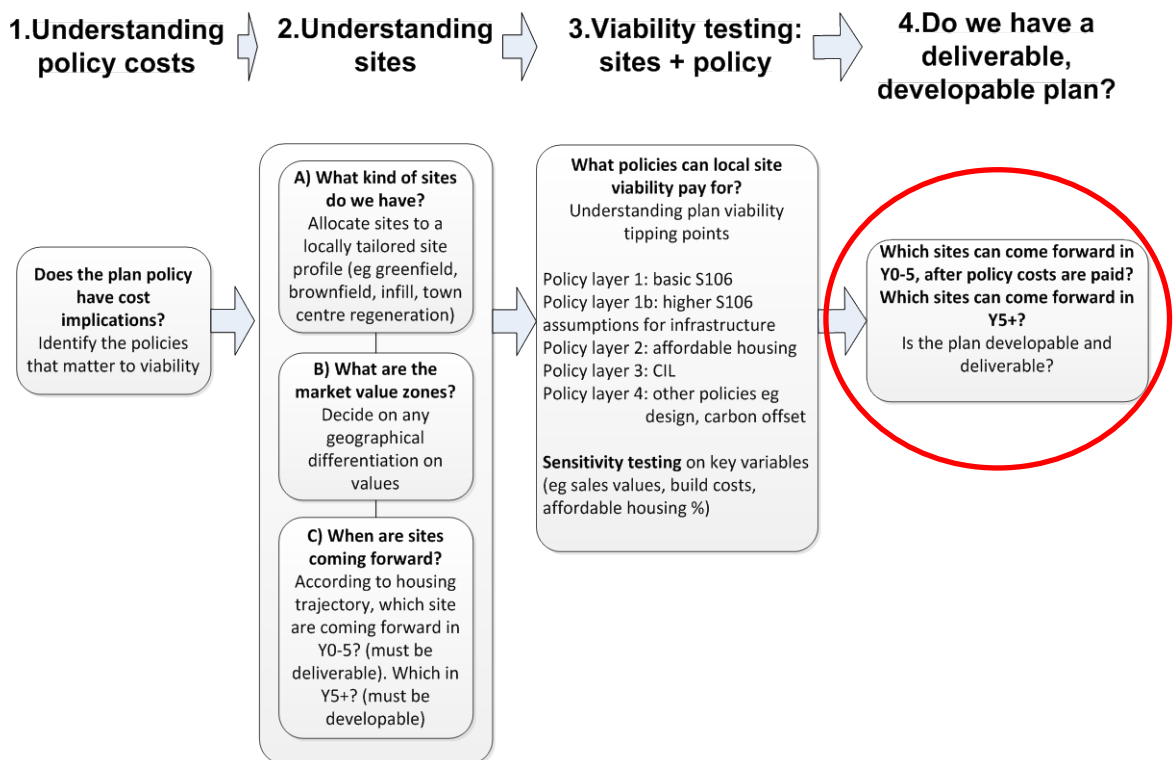 1.Understanding
policy costs
2.Understanding
sites
3.Viability testing:
sites + policy
4.Do we have a
deliverable,
developable plan?
Does the plan policy
have cost
implications?
Identify the policies
that matter to viability
A) What kind of sites
do we have?
Allocate sites to a
locally tailored site
profile (eg greenfield,
brownfield, infill, town
centre regeneration)
B) What are the
market value zones?
Decide on any
geographical
differentiation on
values
C) When are sites
coming forward?
According to housing
trajectory, which site
are coming forward in
Y0-5? (must be
deliverable). Which in
Y5+? (must be
developable)
What policies can local site
viability pay for?
Understanding plan viability
tipping points
Policy layer 1: basic S106
Policy layer 1b: higher S106
assumptions for infrastructure
Policy layer 2: affordable housing
Policy layer 3: CIL
Policy layer 4: other policies eg
design, carbon offset
Sensitivity testing on key variables
(eg sales values, build costs,
affordable housing %)
Which sites can come forward in
Y0-5, after policy costs are paid?
Which sites can come forward in
Y5+?
Is the plan developable and
deliverable?